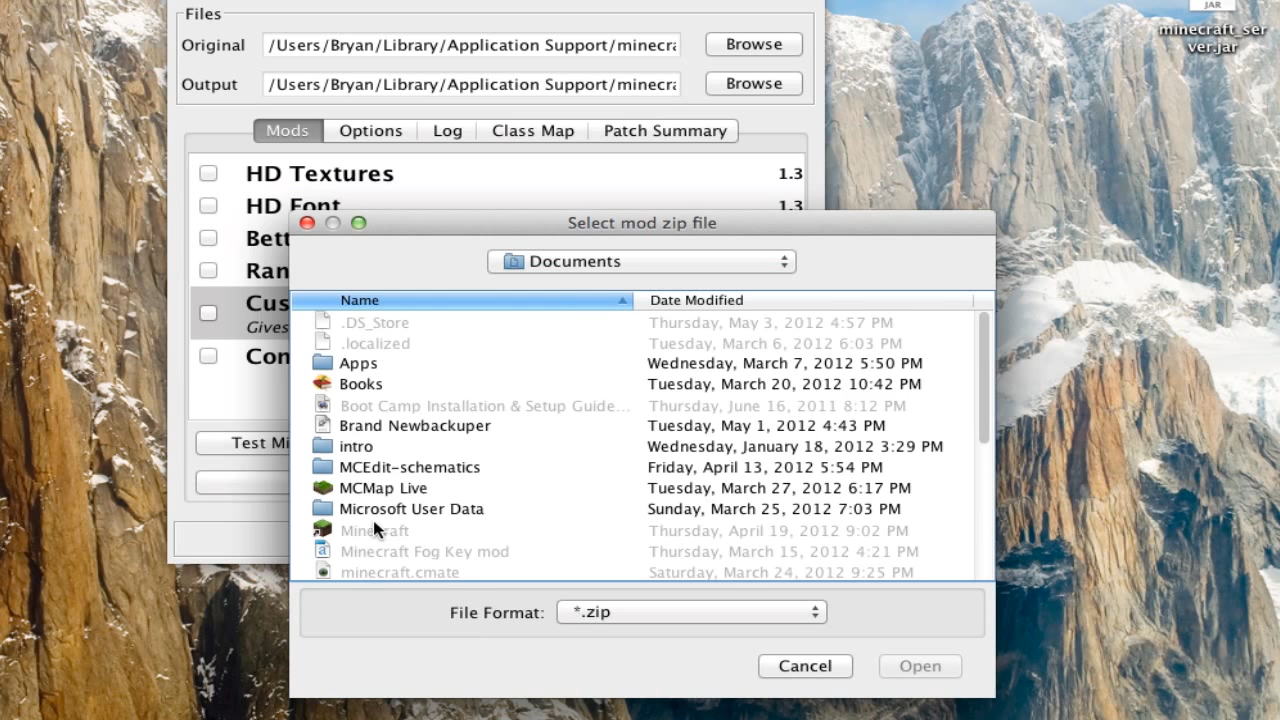 JAR
minecraft_ser
ver.jar
Files
Original /Users/Bryan/Library/Application Support/minecra Browse
Output /Users/Bryan/Library/Application Support/minecra Browse
Mods Options Log Class Map Patch Summary
HD Textures 1.3
HD Font 1.3
Bett
Ran
Cus
Gives
Con
Test Mi
Select mod zip file
Documents
Name Date Modified
.DS_Store Thursday, May 3, 2012 4:57 PM
.localized Tuesday, March 6, 2012 6:03 PM
Apps Wednesday, March 7, 2012 5:50 PM
Books Tuesday, March 20, 2012 10:42 PM
Boot Camp Installation & Setup Guide... Thursday, June 16, 2011 8:12 PM
Brand Newbackuper Tuesday, May 1, 2012 4:43 PM
intro Wednesday, January 18, 2012 3:29 PM
MCEdit-schematics Friday, April 13, 2012 5:54 PM
MCMap Live Tuesday, March 27, 2012 6:17 PM
Microsoft User Data Sunday, March 25, 2012 7:03 PM
Minecraft Thursday, April 19, 2012 9:02 PM
Minecraft Fog Key mod Thursday, March 15, 2012 4:21 PM
minecraft.cmate Saturday, March 24, 2012 9:25 PM
File Format: *.zip
Cancel Open